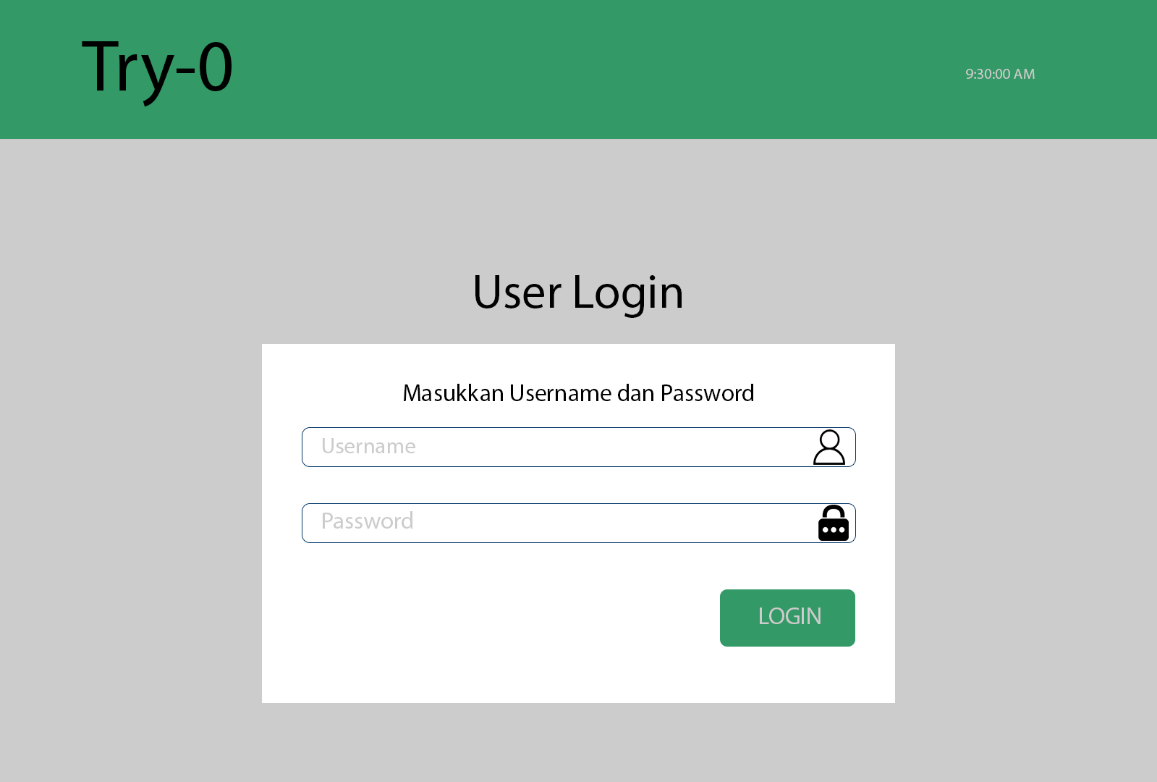 Try-0
9:30:00 AM
User Login
Masukkan Username dan Password
Username
Password
LOGIN